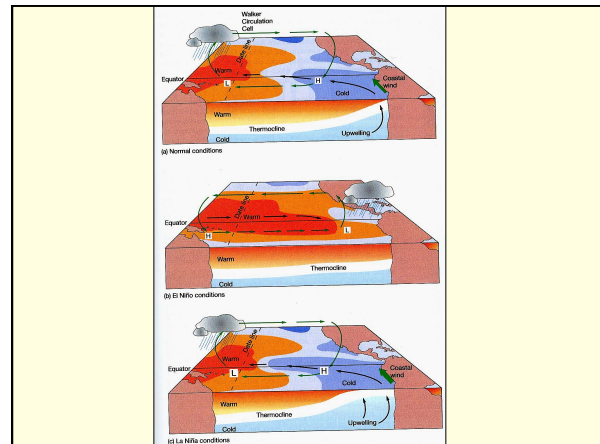 Walker
Circulation
Cell
Date line
Warm
Equator
L
H
Coastal
wind
Cold
Warm
Thermocline
Cold
Upwelling
(a) Normal conditions
Date line
Equator
Warm
H
L
Warm
Thermocline
Cold
(b) El Niño conditions
Date line
Warm
Equator
L
H
Coastal
wind
Cold
Warm
Thermocline
Cold
Upwelling
(c) La Niña conditions